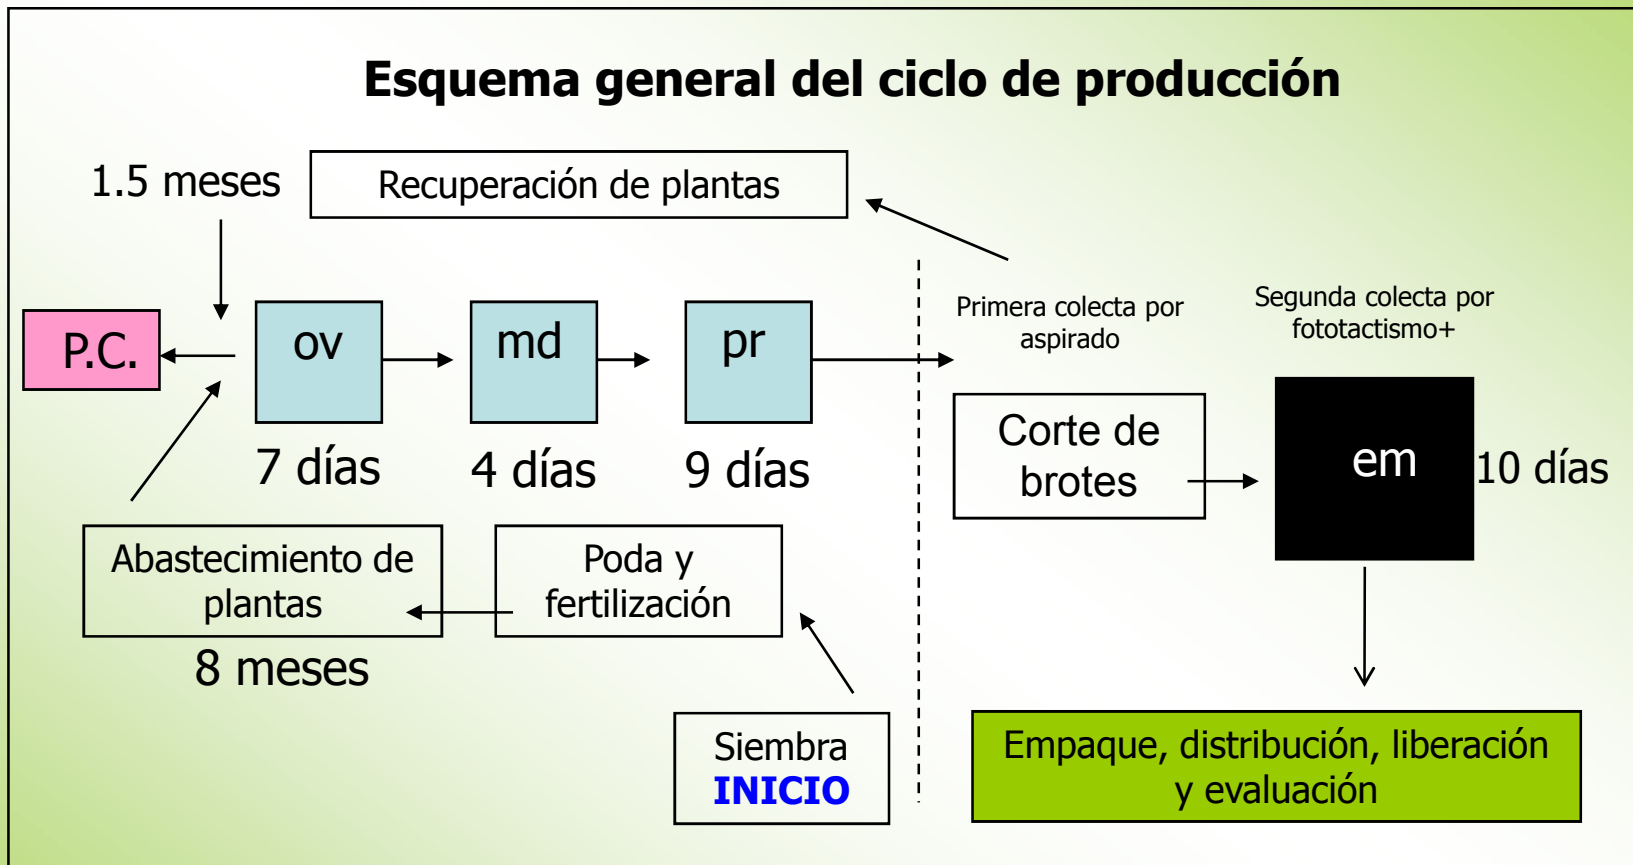 Esquema general del ciclo de producción
1.5 meses
Recuperación de plantas
P.C.
ov
md
pr
7 días
4 días
9 días
Primera colecta por
aspirado
Segunda colecta por
fototactismo+
Corte de
brotes
em
10 días
Abastecimiento de
plantas
8 meses
Poda y
fertilización
Siembra
INICIO
Empaque, distribución, liberación
y evaluación